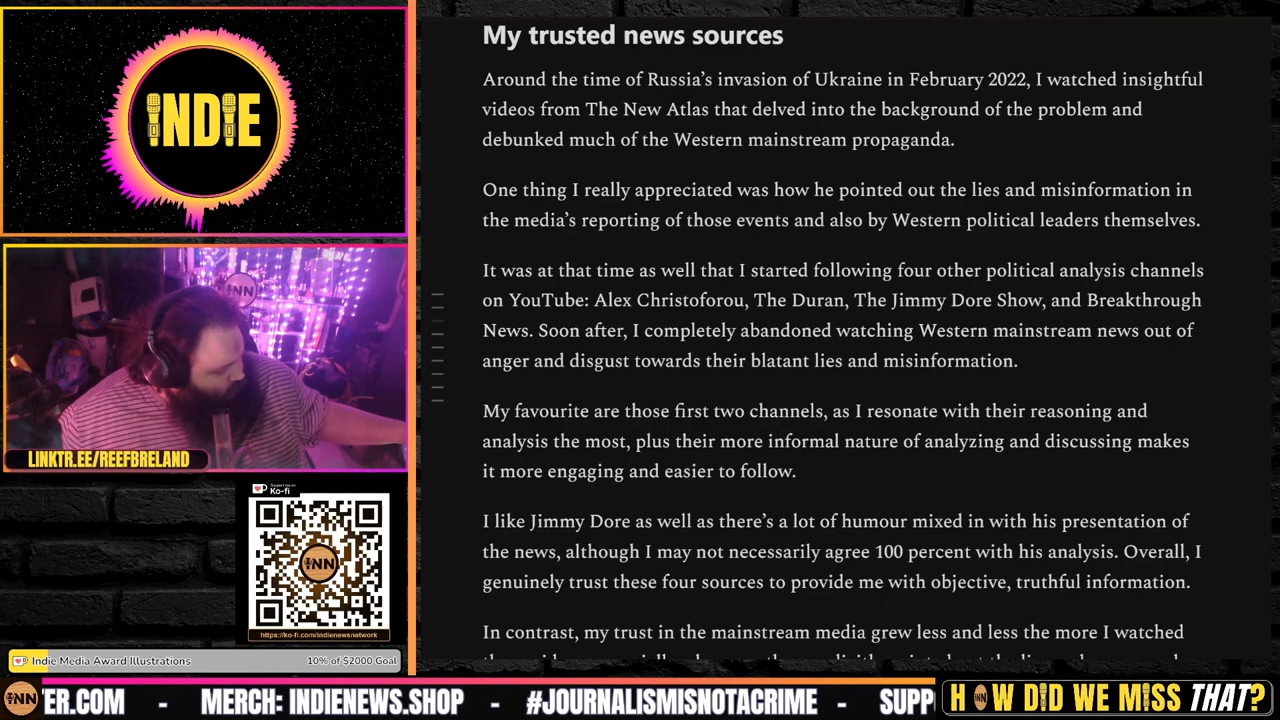 INDIE
INN
LINKTR.EE/REEFBRELAND
Support me on
Ko-fi
INN
https://ko-fi.com/indienewsnetwork
Indie Media Award Illustrations 10% of $2000 Goal
My trusted news sources
Around the time of Russia’s invasion of Ukraine in February 2022, I watched insightful
videos from The New Atlas that delved into the background of the problem and
debunked much of the Western mainstream propaganda.
One thing I really appreciated was how he pointed out the lies and misinformation in
the media’s reporting of those events and also by Western political leaders themselves.
It was at that time as well that I started following four other political analysis channels
on YouTube: Alex Christoforou, The Duran, The Jimmy Dore Show, and Breakthrough
News. Soon after, I completely abandoned watching Western mainstream news out of
anger and disgust towards their blatant lies and misinformation.
My favourite are those first two channels, as I resonate with their reasoning and
analysis the most, plus their more informal nature of analyzing and discussing makes
it more engaging and easier to follow.
I like Jimmy Dore as well as there’s a lot of humour mixed in with his presentation of
the news, although I may not necessarily agree 100 percent with his analysis. Overall, I
genuinely trust these four sources to provide me with objective, truthful information.
In contrast, my trust in the mainstream media grew less and less the more I watched
INN
ER.COM - MERCH: INDIENEWS.SHOP - #JOURNALISMISNOTACRIME - SUPP
HOW DID WE MISS THAT?